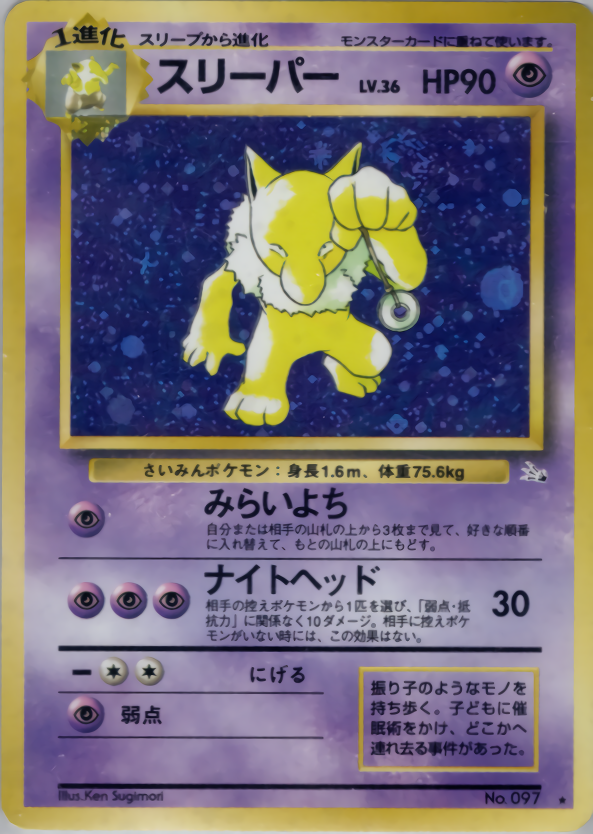 1進化 スリープから進化 モンスターカードに重ねて使います。
スリーパー LV.36 HP90
さいみんポケモン：身長1.6m、体重75.6kg
みらいよち
自分または相手の山札の上から3枚まで見て、好きな順番
に入れ替えて、もとの山札の上にもどす。
ナイトヘッド 30
相手の控えポケモンから1匹を選び、「弱点・抵
抗力」に関係なく10ダメージ。相手に控えポケ
モンがいない時には、この効果はない。
− にげる
弱点
振り子のようなモノを
持ち歩く。子どもに催
眠術をかけ、どこかへ
連れ去る事件があった。
Illus.Ken Sugimori No.097 ★